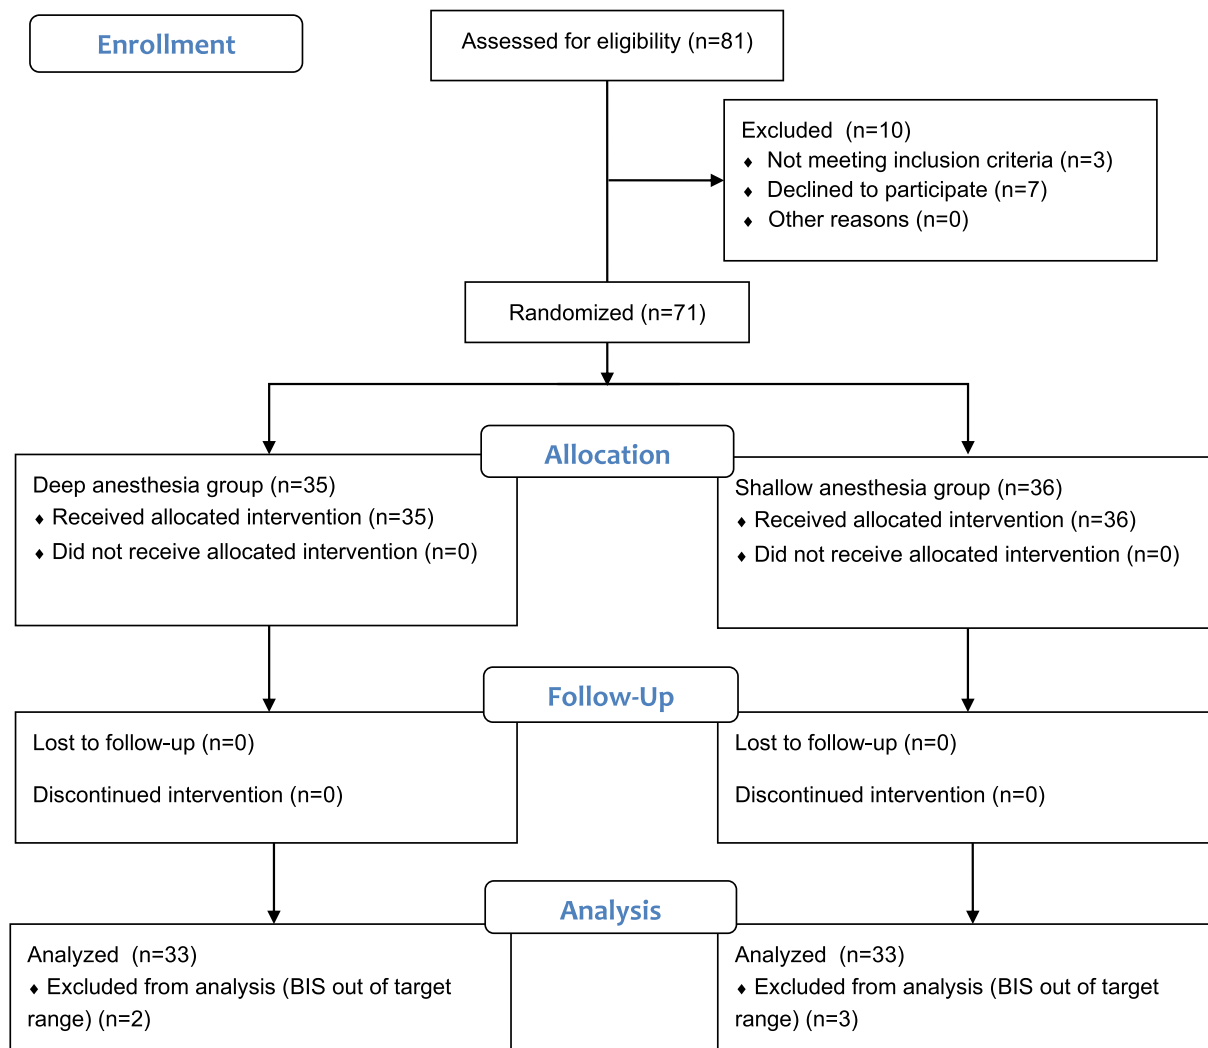 Enrollment
Assessed for eligibility (n=81)
Excluded (n=10)
♦ Not meeting inclusion criteria (n=3)
♦ Declined to participate (n=7)
♦ Other reasons (n=0)
Randomized (n=71)
Allocation
Deep anesthesia group (n=35)
♦ Received allocated intervention (n=35)
♦ Did not receive allocated intervention (n=0)
Shallow anesthesia group (n=36)
♦ Received allocated intervention (n=36)
♦ Did not receive allocated intervention (n=0)
Follow-Up
Lost to follow-up (n=0)
Discontinued intervention (n=0)
Lost to follow-up (n=0)
Discontinued intervention (n=0)
Analysis
Analyzed (n=33)
♦ Excluded from analysis (BIS out of target
range) (n=2)
Analyzed (n=33)
♦ Excluded from analysis (BIS out of target
range) (n=3)